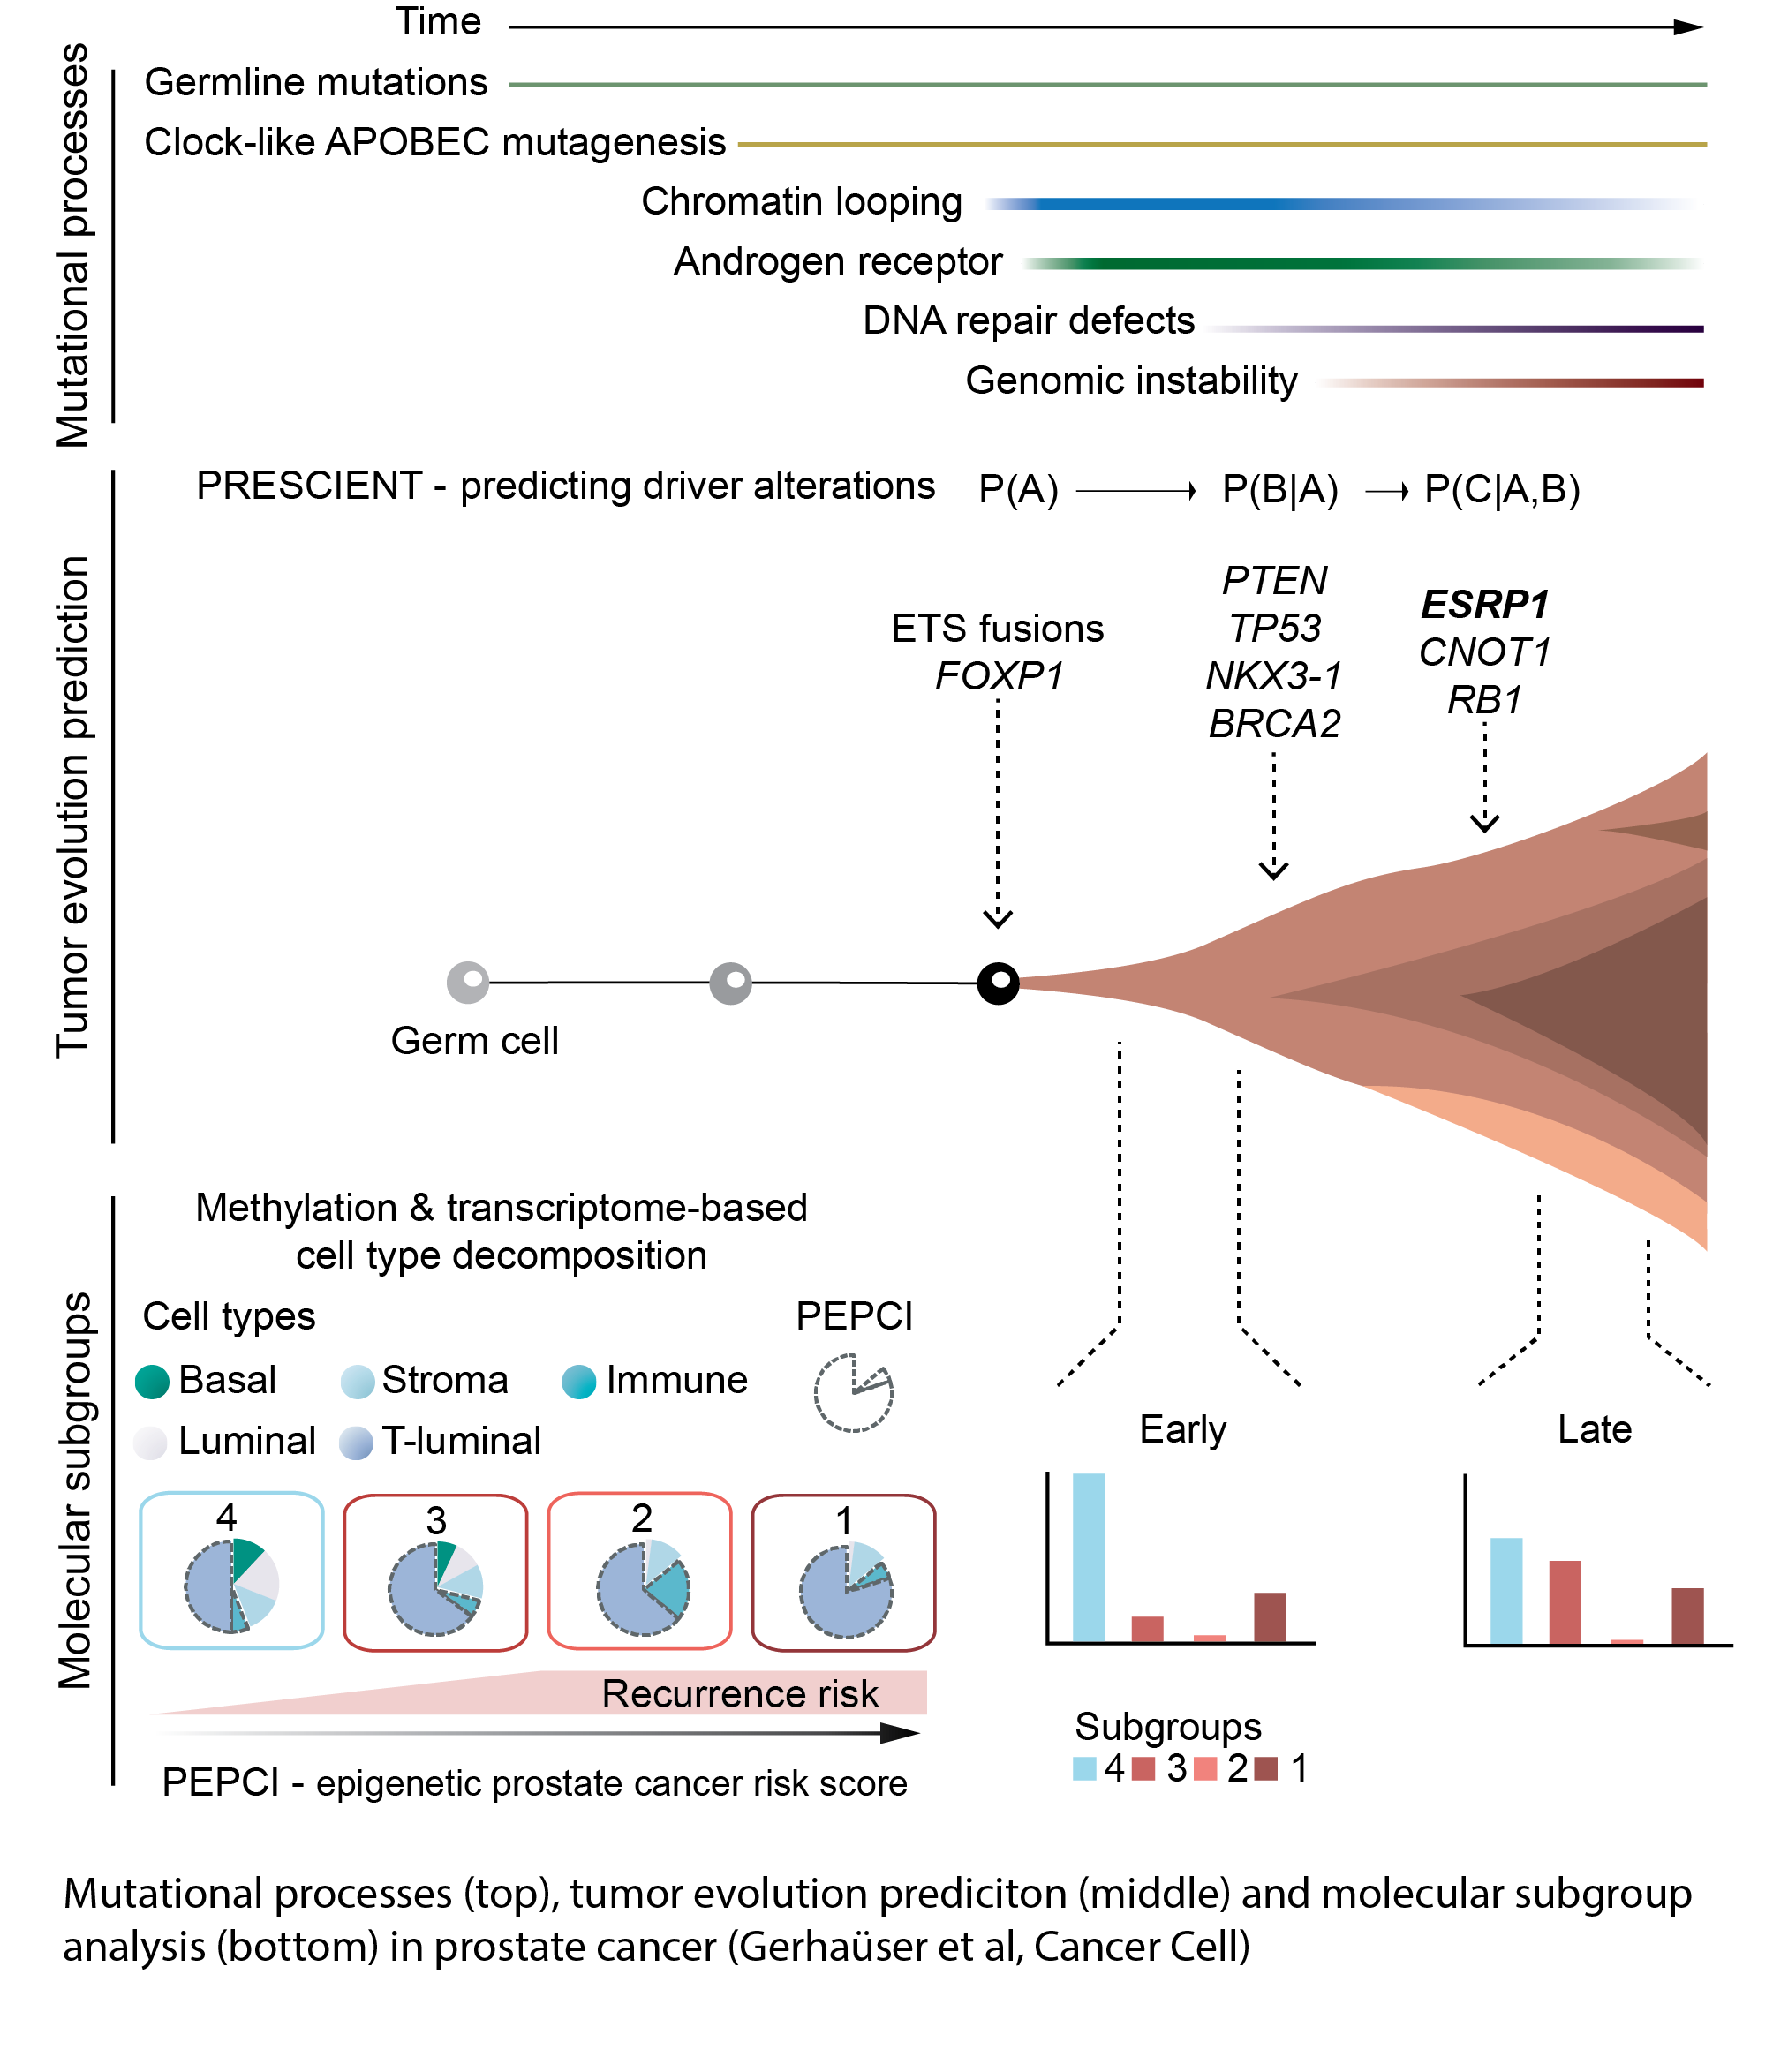 Time
Mutational processes
Germline mutations
Clock-like APOBEC mutagenesis
Chromatin looping
Androgen receptor
DNA repair defects
Genomic instability
Tumor evolution prediction
PRESCIENT - predicting driver alterations
P(A)
P(B|A)
P(C|A,B)
ETS fusions
FOXP1
PTEN
TP53
NKX3-1
BRCA2
ESRP1
CNOT1
RB1
Germ cell
Molecular subgroups
Methylation & transcriptome-based
cell type decomposition
Cell types
PEPCI
Basal
Stroma
Immune
Luminal
T-luminal
4
3
2
1
Recurrence risk
PEPCI - epigenetic prostate cancer risk score
Early
Late
Subgroups
4 3 2 1
Mutational processes (top), tumor evolution prediciton (middle) and molecular subgroup
analysis (bottom) in prostate cancer (Gerhaüser et al, Cancer Cell)